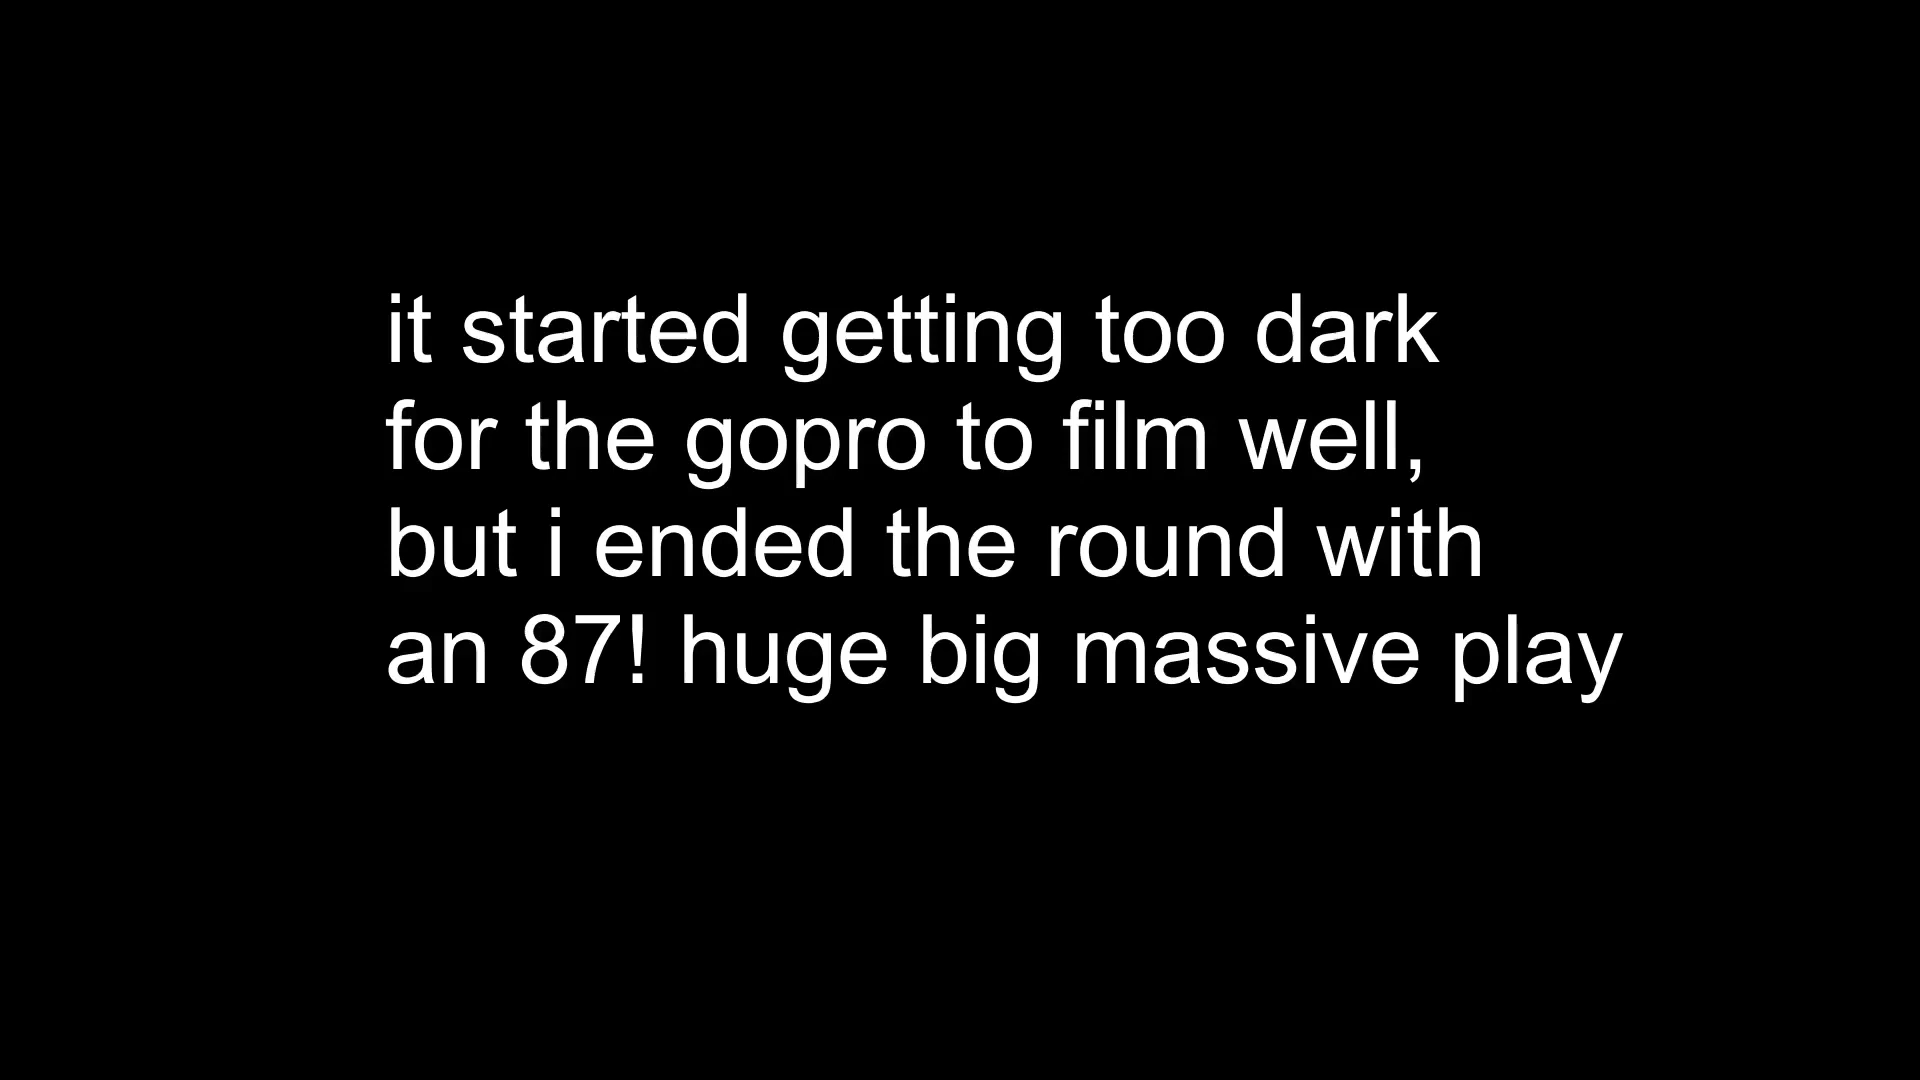 it started getting too dark
for the gopro to film well,
but i ended the round with
an 87! huge big massive play